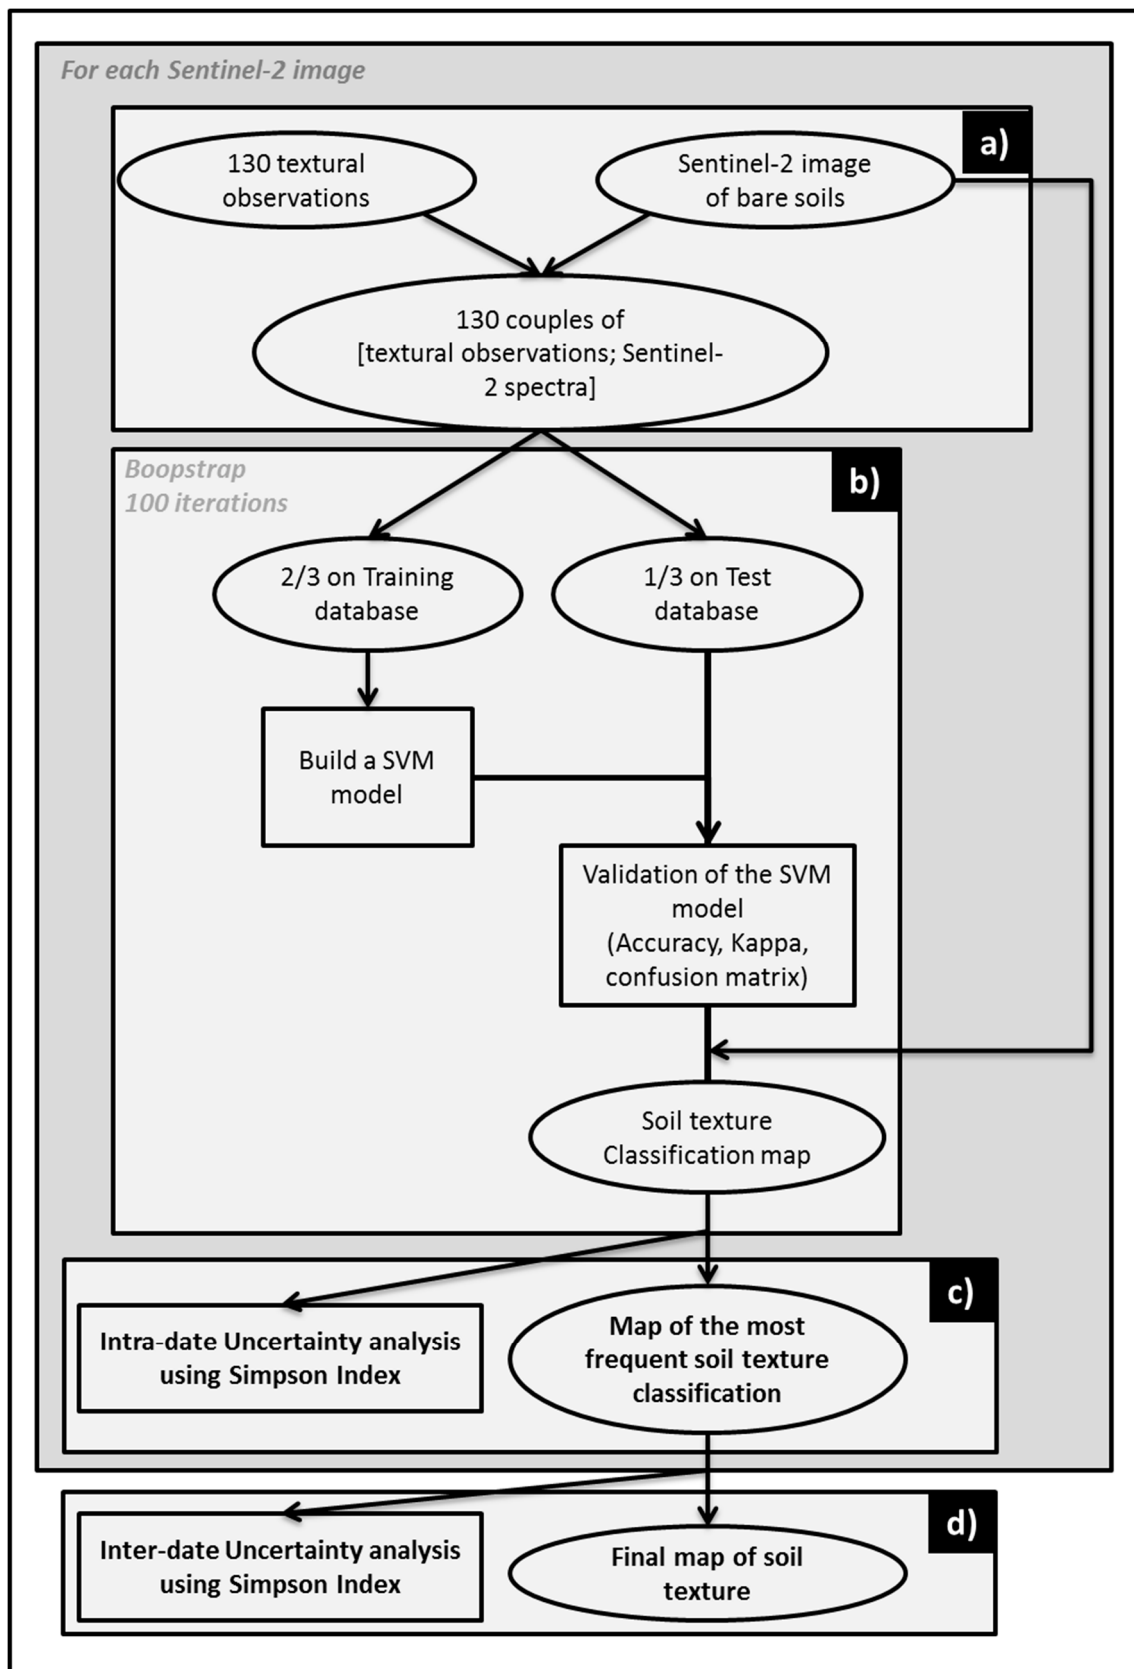 For each Sentinel-2 image
a)
130 textural
observations
Sentinel-2 image
of bare soils
130 couples of
[textural observations; Sentinel-
2 spectra]
Boopstrap
100 iterations
b)
2/3 on Training
database
1/3 on Test
database
Build a SVM
model
Validation of the SVM
model
(Accuracy, Kappa,
confusion matrix)
Soil texture
Classification map
c)
Intra-date Uncertainty analysis
using Simpson Index
Map of the most
frequent soil texture
classification
d)
Inter-date Uncertainty analysis
using Simpson Index
Final map of soil
texture